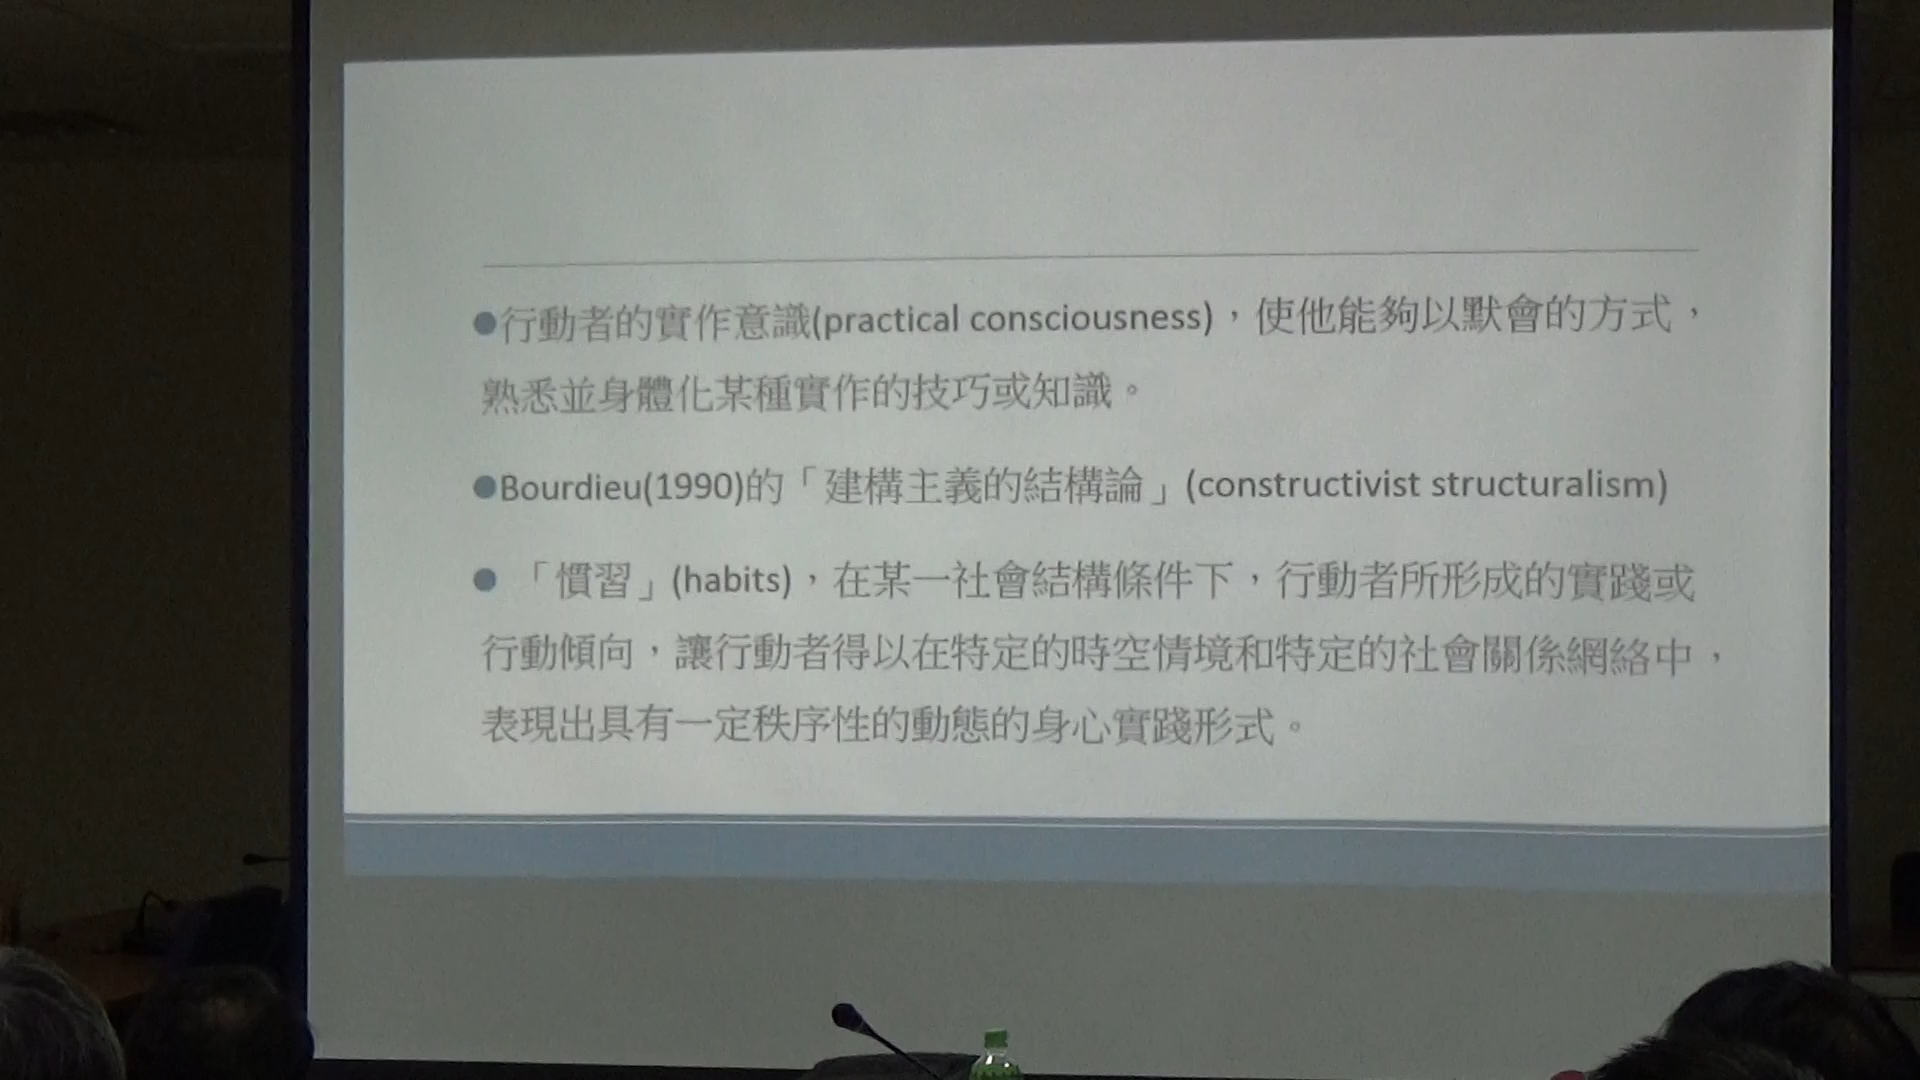 ●行動者的實作意識(practical consciousness)，使他能夠以默會的方式，
熟悉並身體化某種實作的技巧或知識。
●Bourdieu(1990)的「建構主義的結構論」(constructivist structuralism)
●「慣習」(habits)，在某一社會結構條件下，行動者所形成的實踐或
行動傾向，讓行動者得以在特定的時空情境和特定的社會關係網絡中，
表現出具有一定秩序性的動態的身心實踐形式。